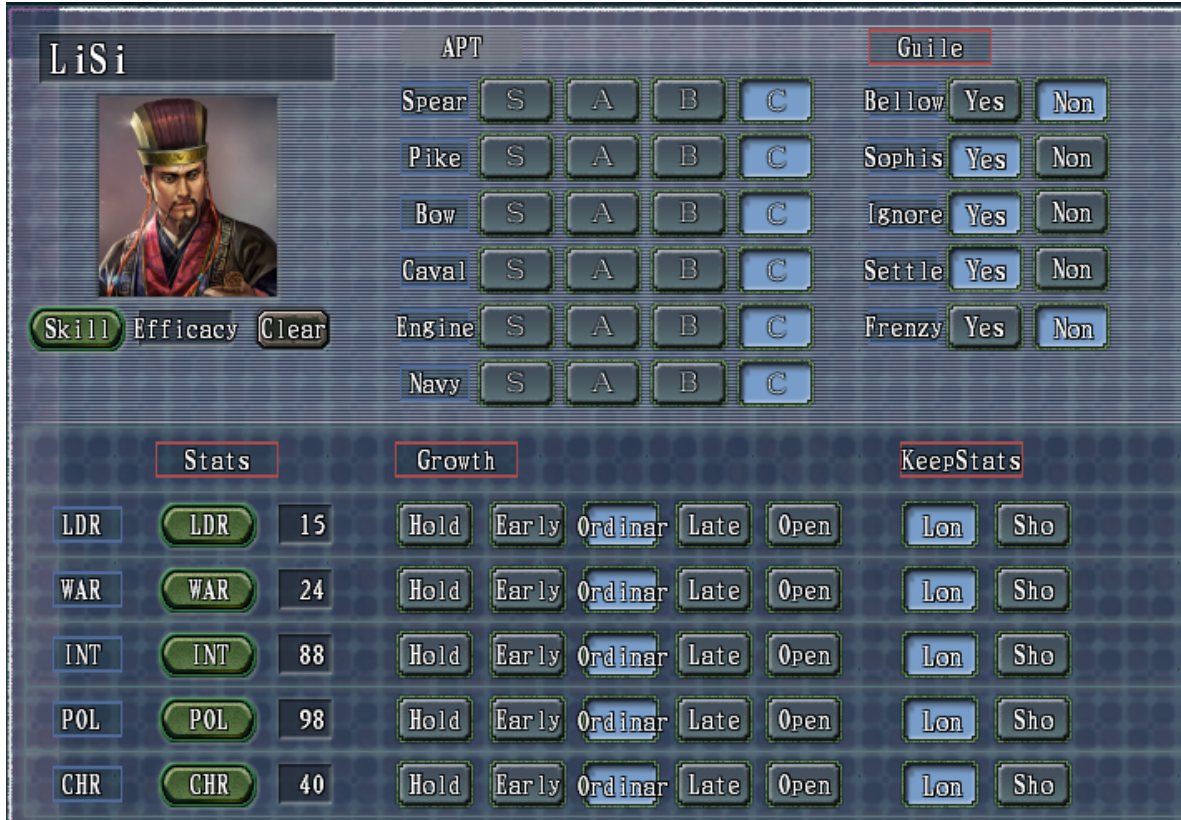 LiSi APT Guile
Spear S A B C Bellow Yes Non
Pike S A B C Sophis Yes Non
Bow S A B C Ignore Yes Non
Caval S A B C Settle Yes Non
Skill Efficacy Clear Engine S A B C Frenzy Yes Non
Navy S A B C
Stats Growth KeepStats
LDR LDR 15 Hold Early Ordinar Late Open Lon Sho
WAR WAR 24 Hold Early Ordinar Late Open Lon Sho
INT INT 88 Hold Early Ordinar Late Open Lon Sho
POL POL 98 Hold Early Ordinar Late Open Lon Sho
CHR CHR 40 Hold Early Ordinar Late Open Lon Sho